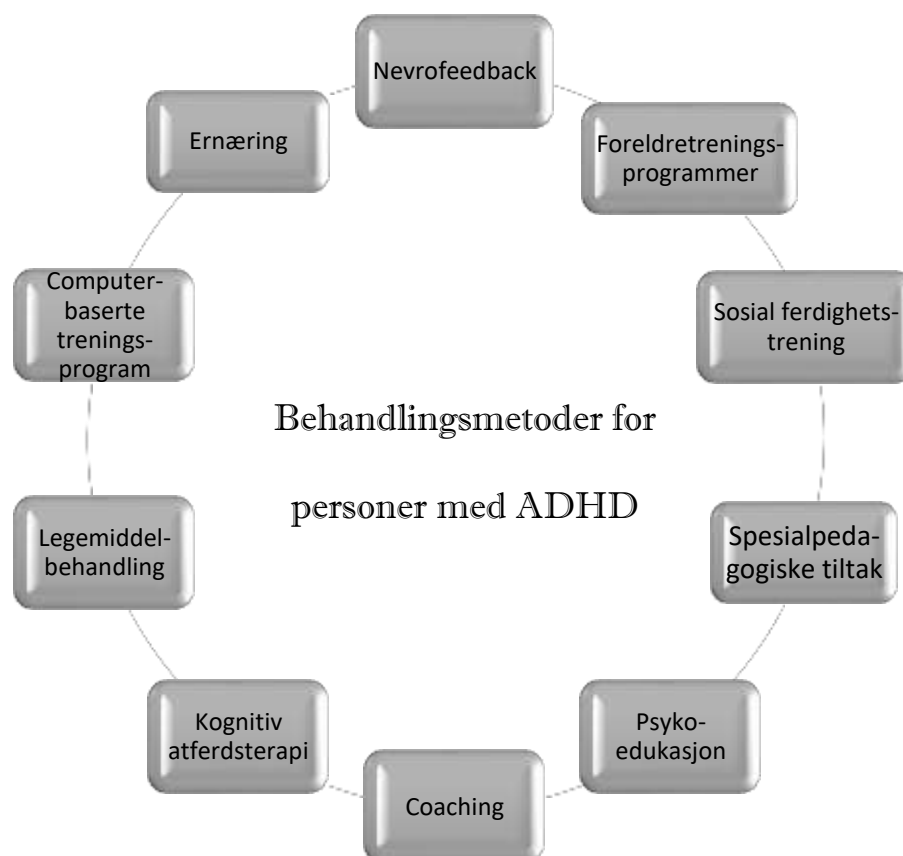 Nevrofeedback
Foreldretrenings-
programmer
Sosial ferdighets-
trening
Spesialpeda-
gogiske tiltak
Psyko-
edukasjon
Coaching
Kognitiv
atferdsterapi
Legemiddel-
behandling
Computer-
baserte
trenings-
program
Ernæring
Behandlingsmetoder for
personer med ADHD